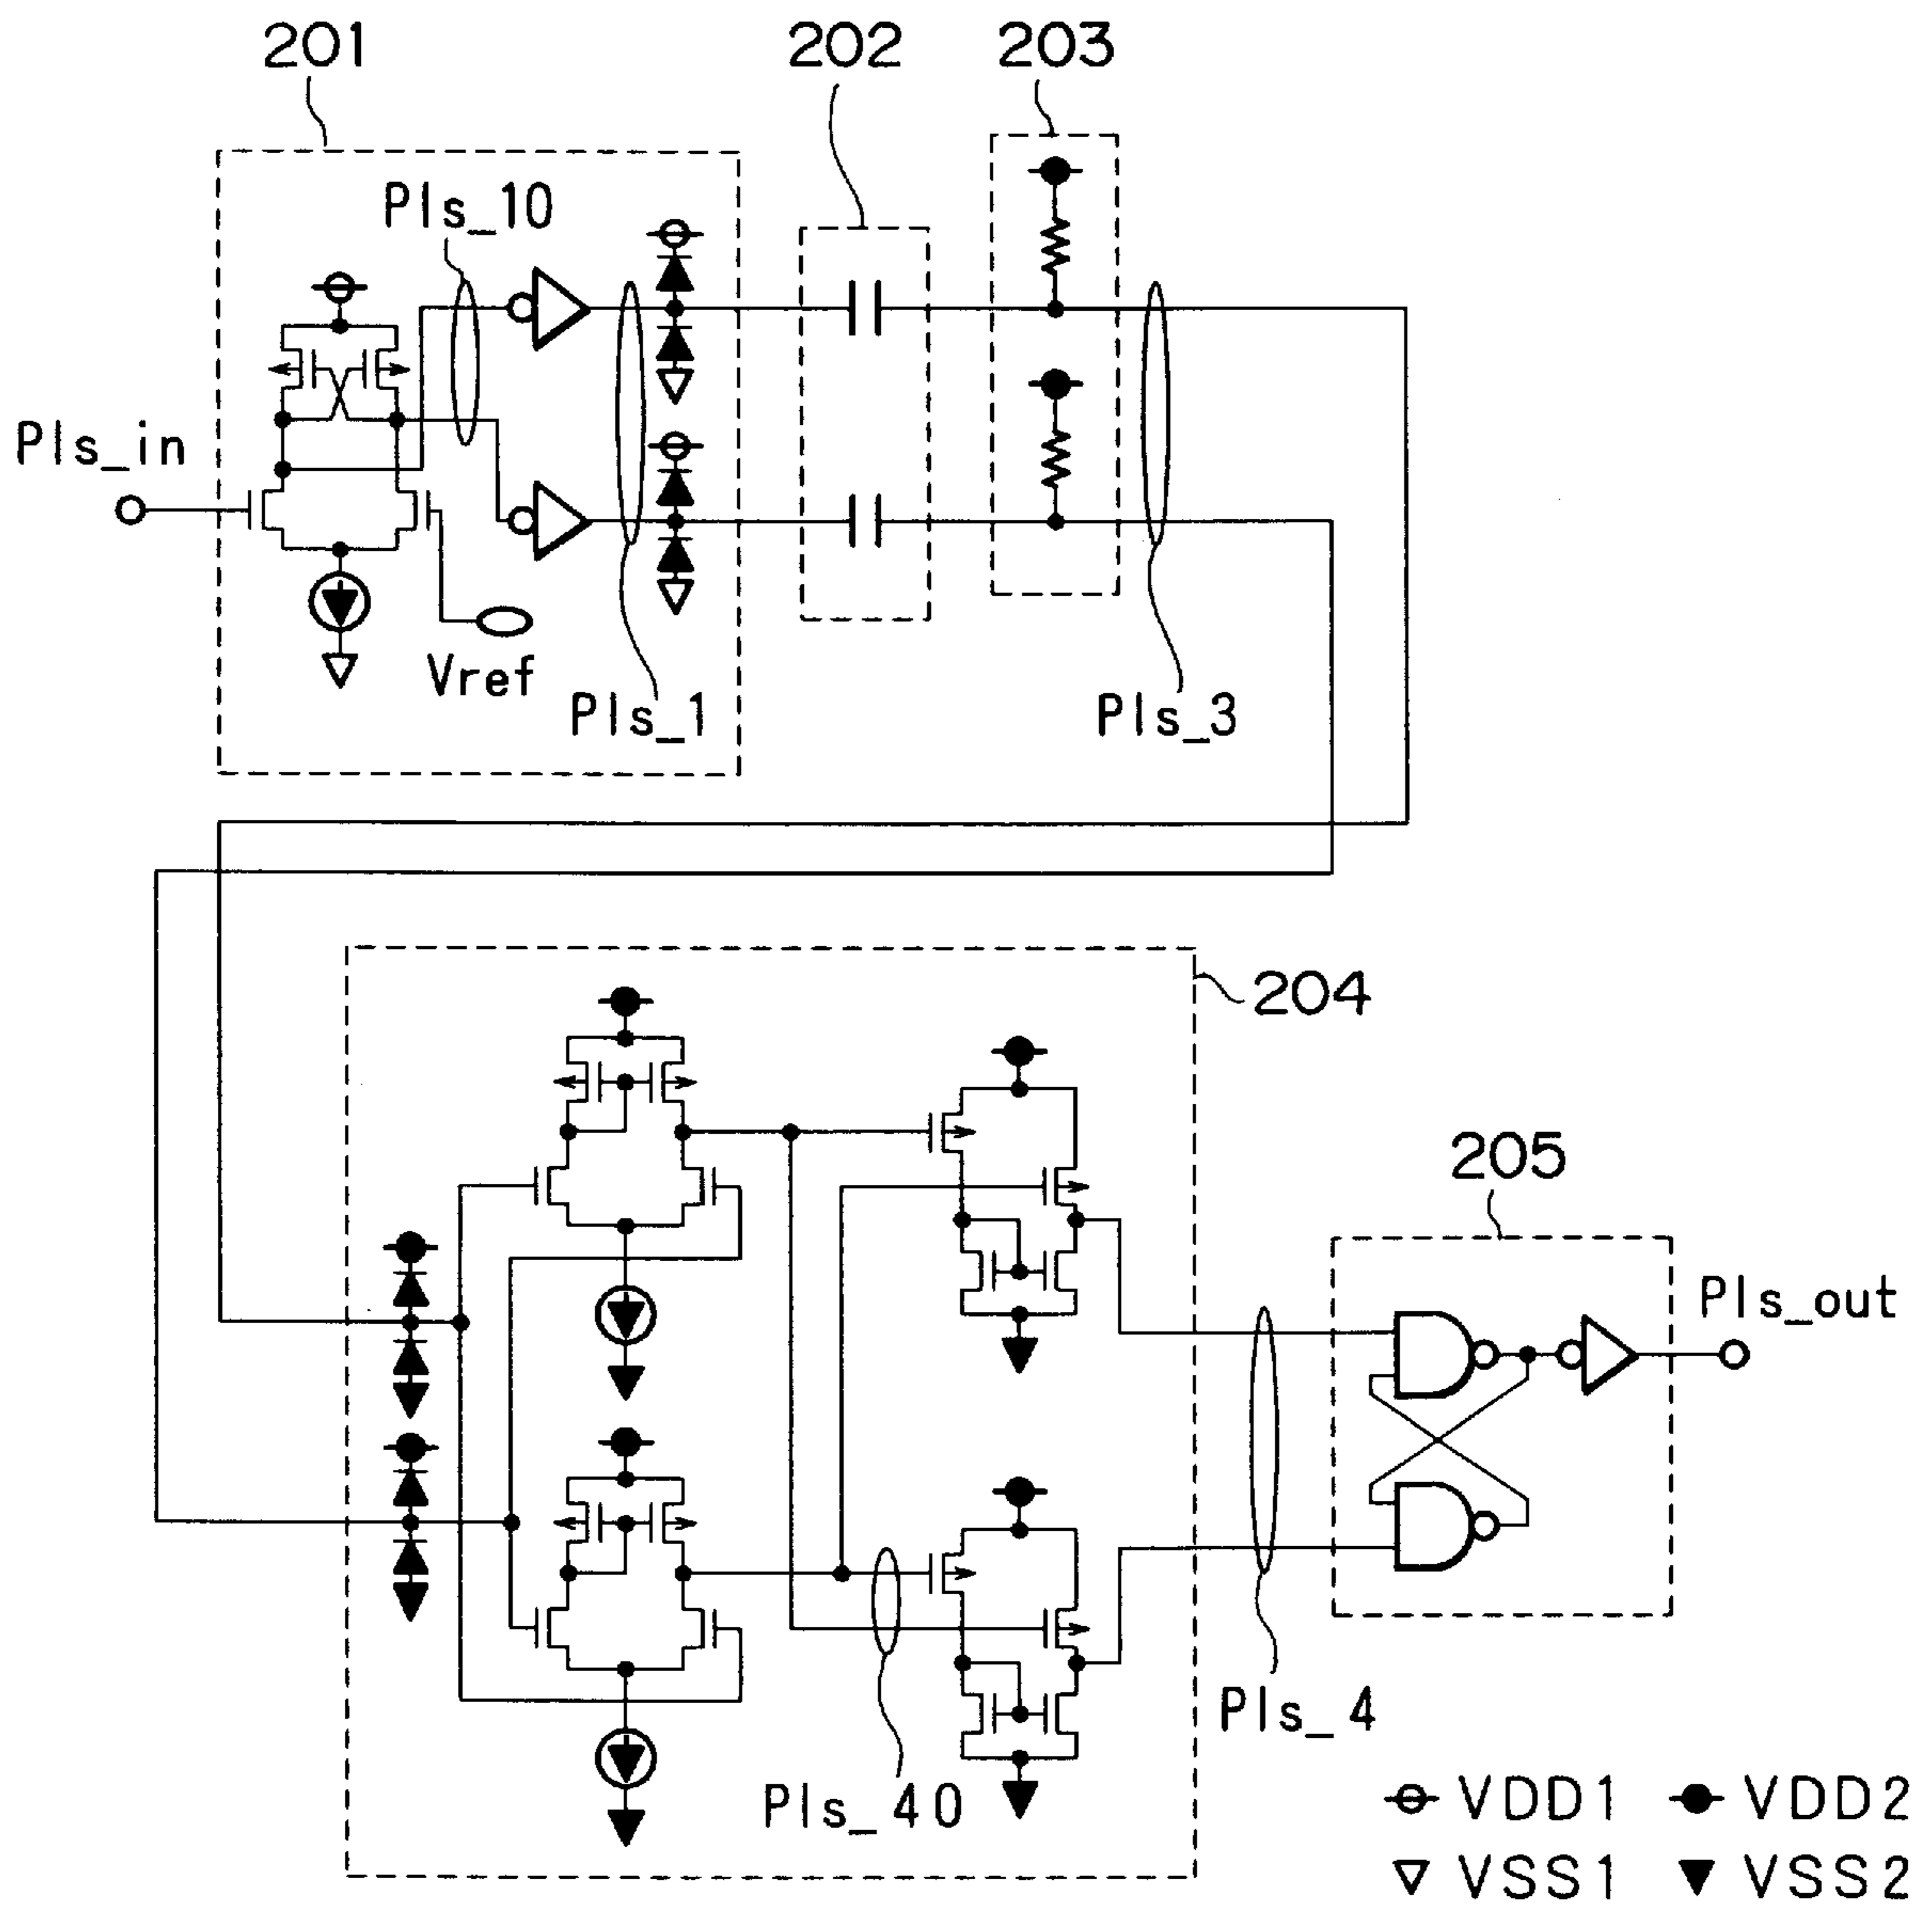 201
202
203
Pls_10
Pls_in
Vref
Pls_1
Pls_3
204
205
Pls_out
Pls_4
Pls_40
VDD1
VDD2
VSS1
VSS2